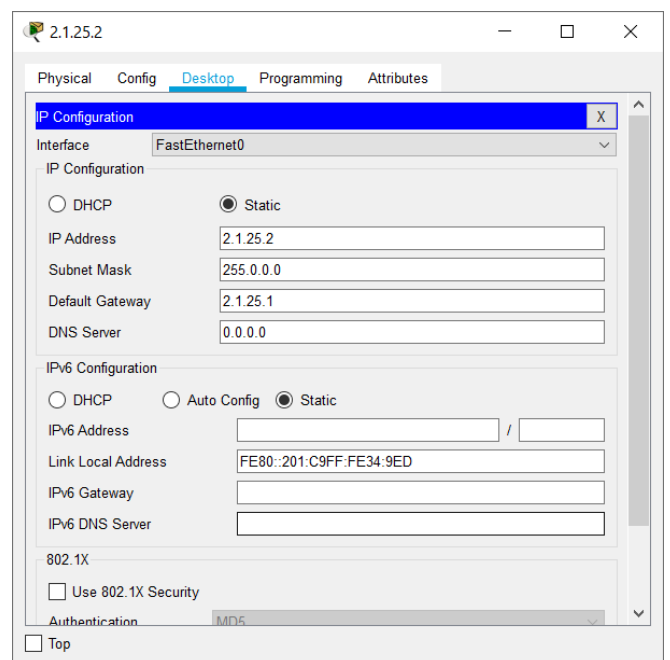 2.1.25.2
Physical Config Desktop Programming Attributes
IP Configuration X
Interface FastEthernet0
IP Configuration
DHCP Static
IP Address 2.1.25.2
Subnet Mask 255.0.0.0
Default Gateway 2.1.25.1
DNS Server 0.0.0.0
IPv6 Configuration
DHCP Auto Config Static
IPv6 Address /
Link Local Address FE80::201:C9FF:FE34:9ED
IPv6 Gateway
IPv6 DNS Server
802.1X
Use 802.1X Security
Authentication MD5
Top